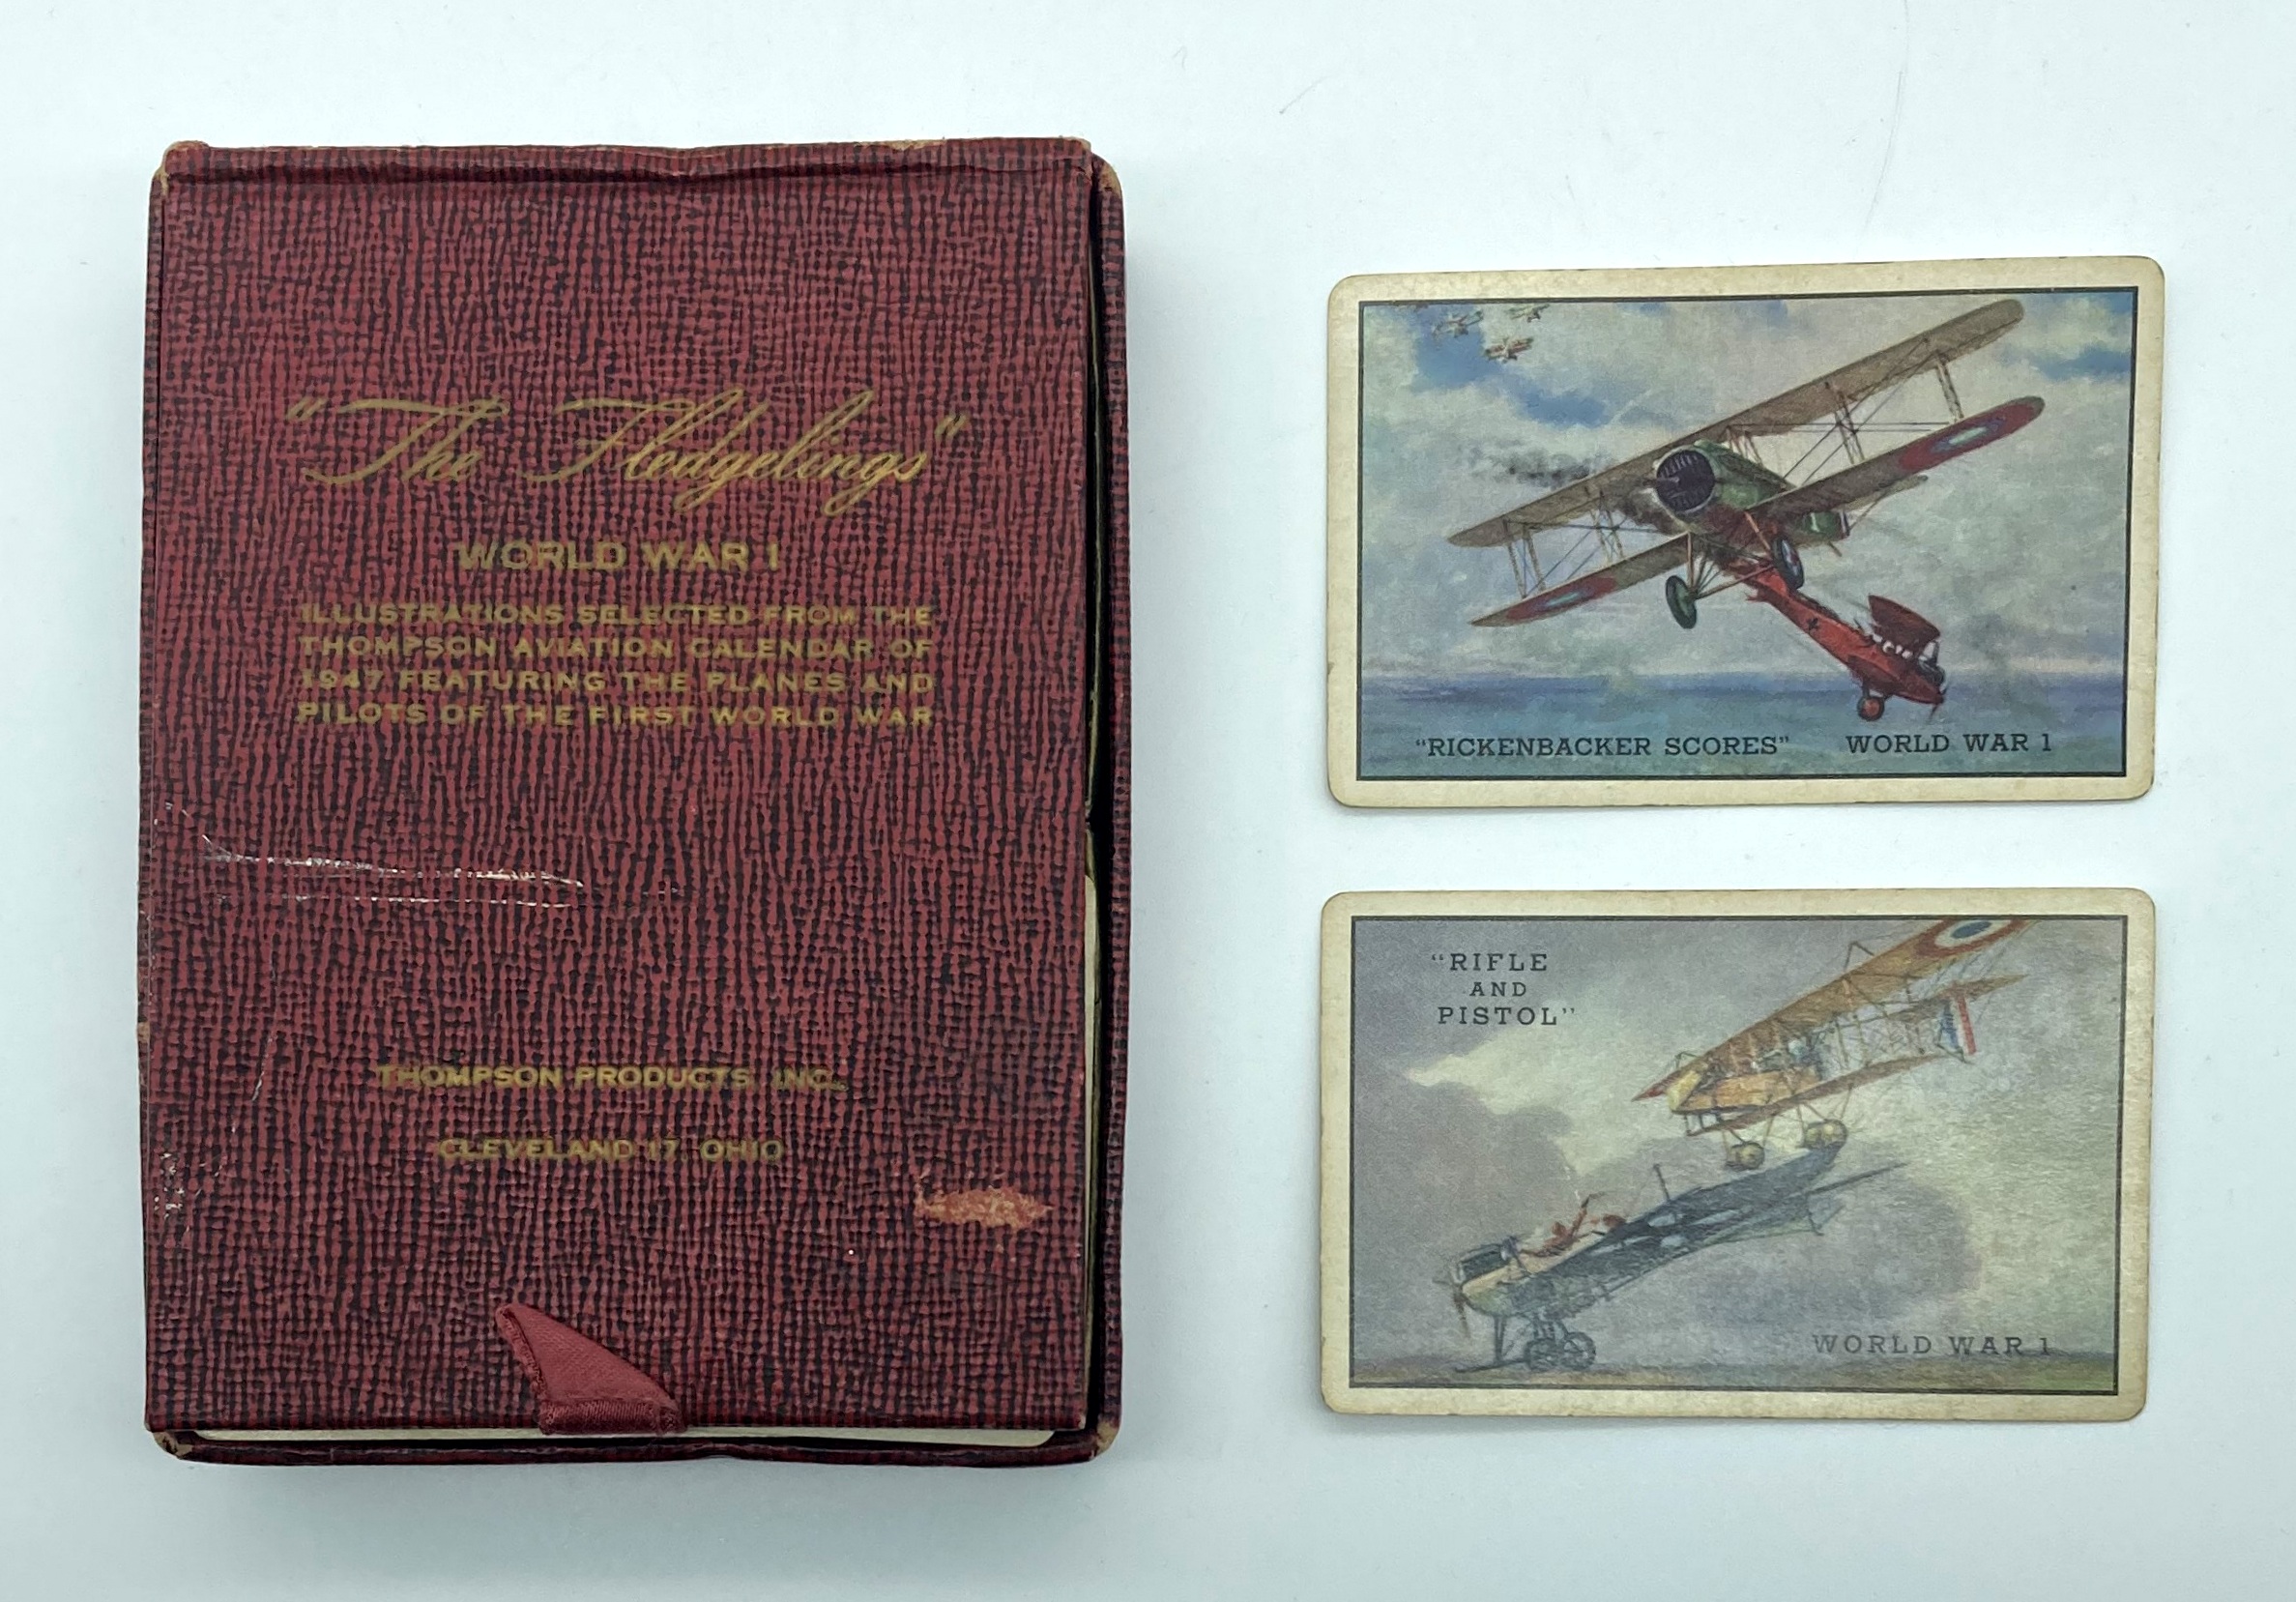 "The Fledgelings"
WORLD WAR I
ILLUSTRATIONS SELECTED FROM THE
THOMPSON AVIATION CALENDAR OF
1947 FEATURING THE PLANES AND
PILOTS OF THE FIRST WORLD WAR
THOMPSON PRODUCTS, INC.
CLEVELAND 17, OHIO
"RICKENBACKER SCORES" WORLD WAR 1
"RIFLE
AND
PISTOL"
WORLD WAR 1